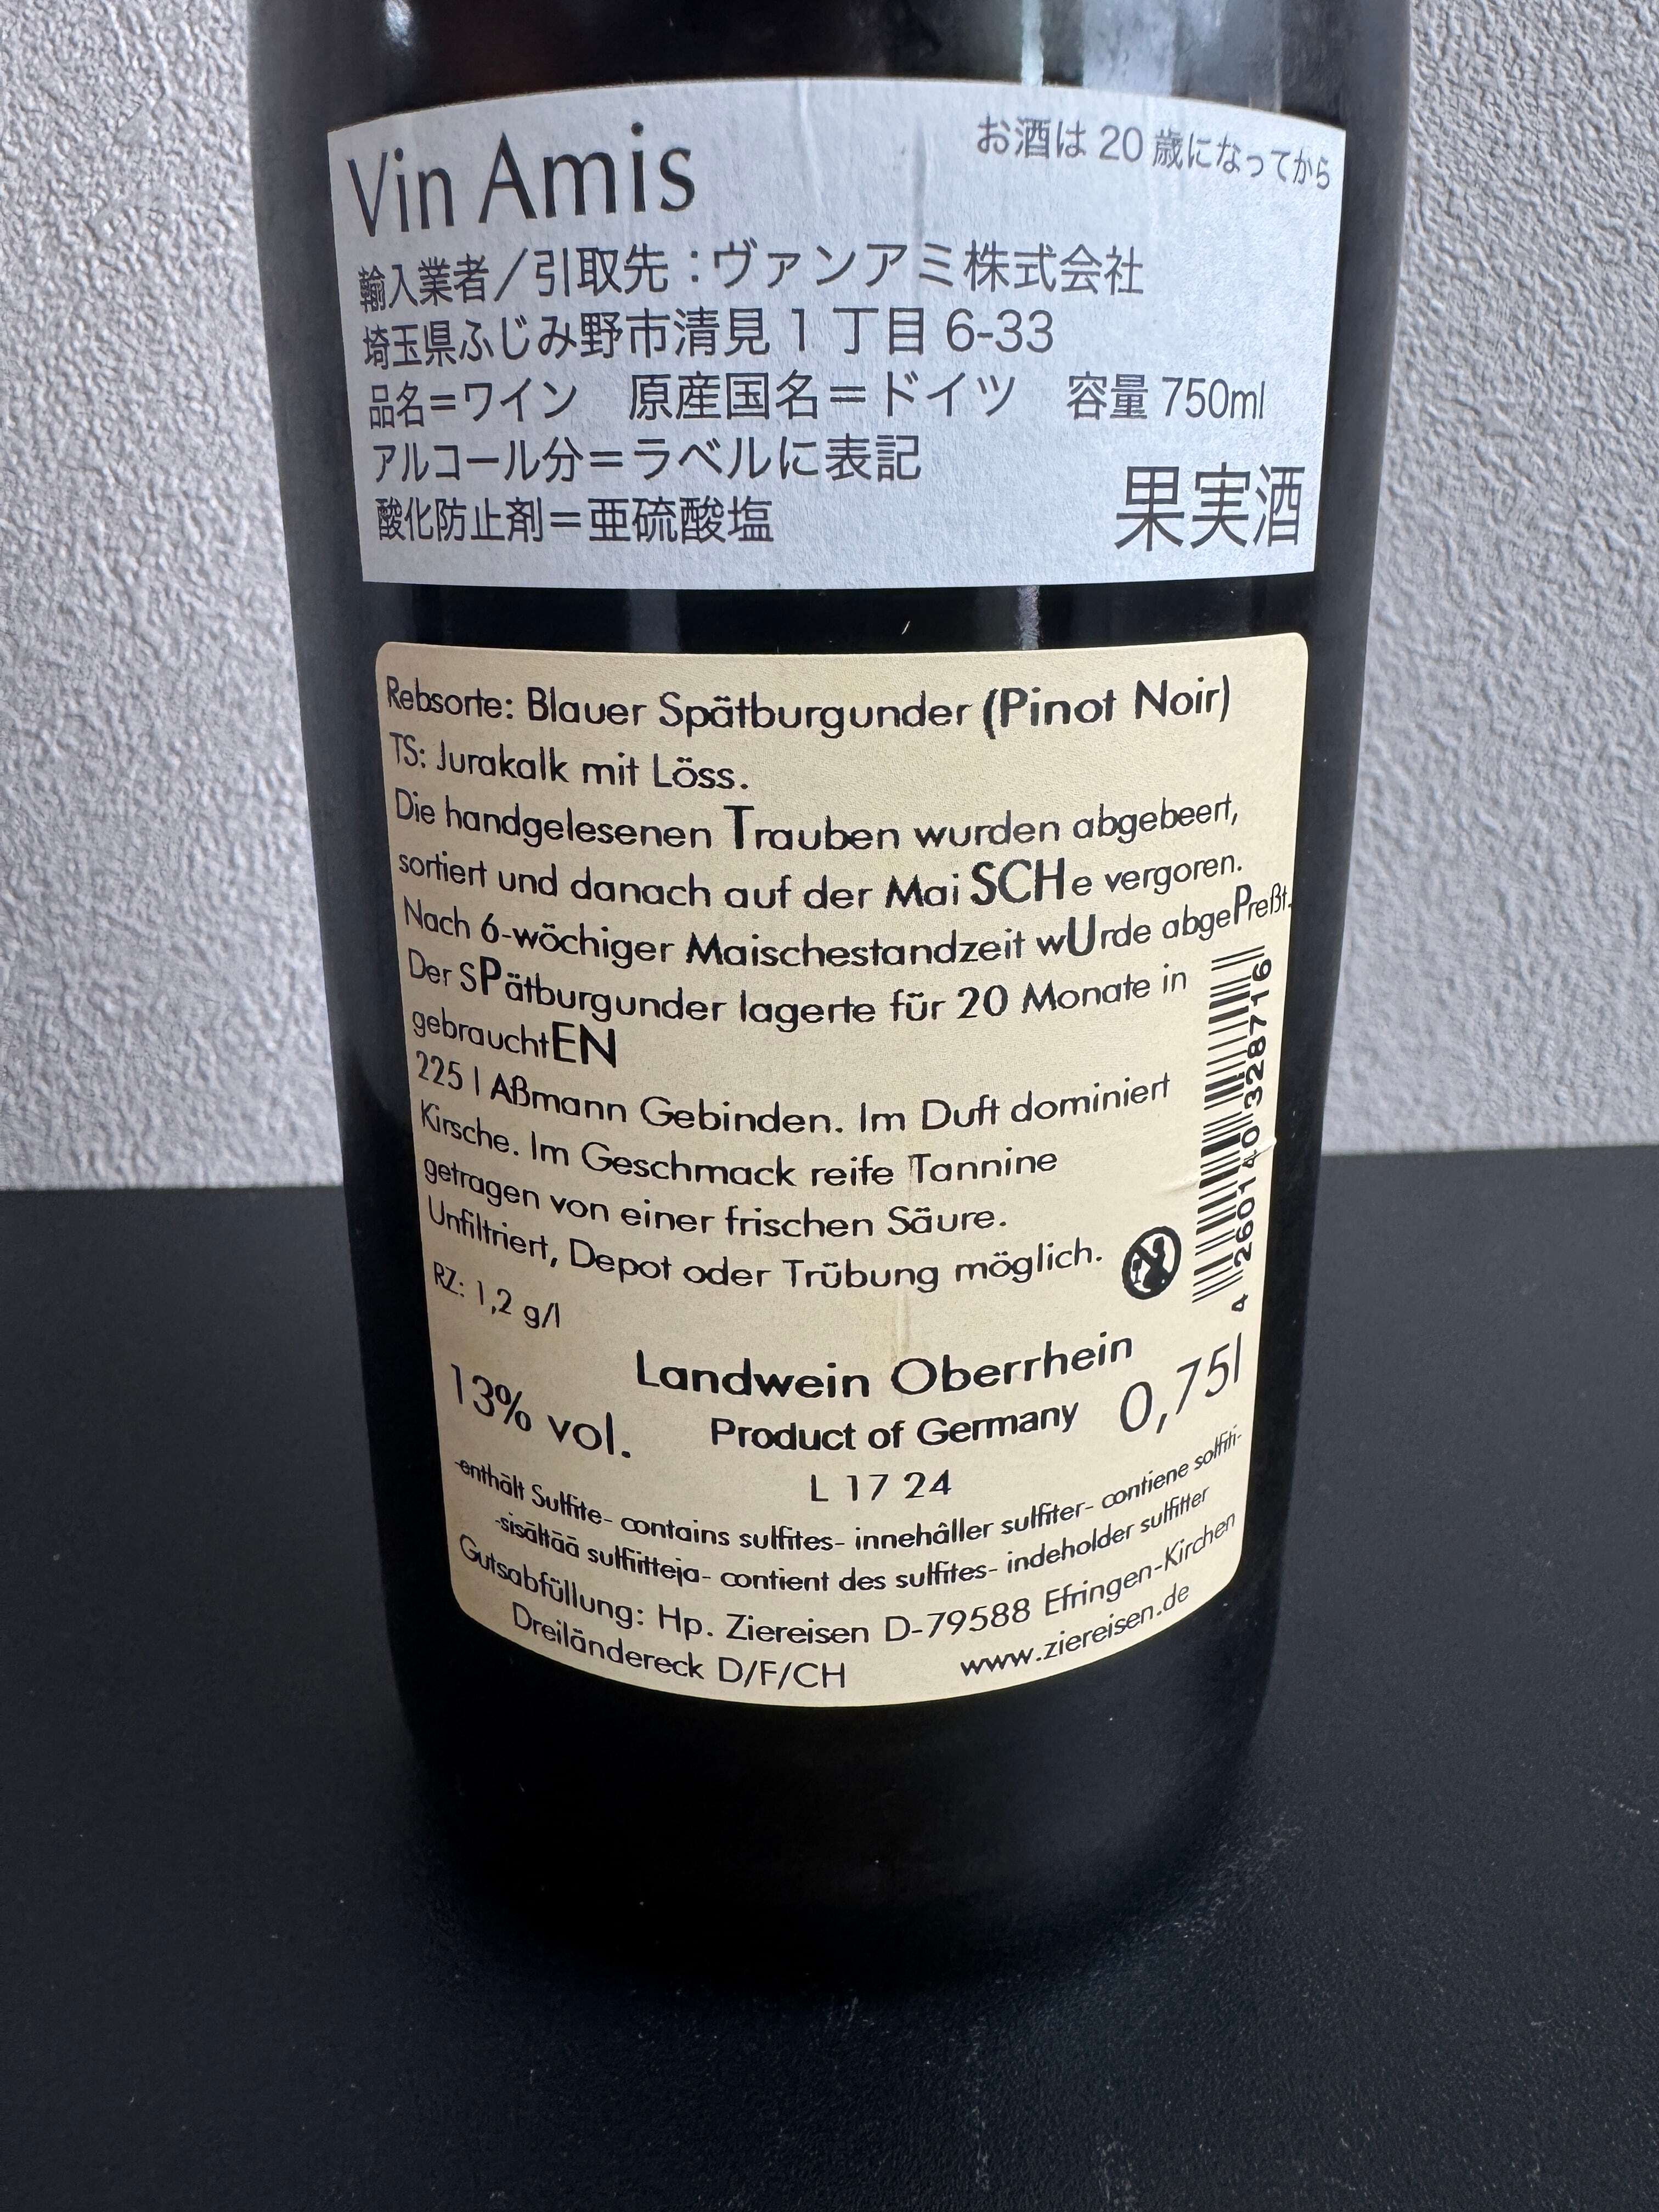 Vin Amis
お酒は 20 歳になってから
輸入業者／引取先：ヴァンアミ株式会社
埼玉県ふじみ野市清見 1 丁目 6-33
品名=ワイン　原産国名＝ドイツ　容量 750ml
アルコール分＝ラベルに表記
酸化防止剤＝亜硫酸塩
果実酒
Rebsorte: Blauer Spätburgunder (Pinot Noir)
TS: Jurakalk mit Löss.
Die handgelesenen Trauben wurden abgebeert,
sortiert und danach auf der MaiSCHe vergoren.
Nach 6-wöchiger Maischestandzeit wUrde abgePreßt.
Der sPätburgunder lagerte für 20 Monate in
gebrauchtEN
225 l Aßmann Gebinden. Im Duft dominiert
Kirsche. Im Geschmack reife Tannine
getragen von einer frischen Säure.
Unfiltriert, Depot oder Trübung möglich.
RZ: 1,2 g/l
4 260140 328716
Landwein Oberrhein
13% vol.
Product of Germany
0,75l
L 17 24
-enthält Sulfite- contains sulfites- innehâller sulfiter- contiene solfiti-
-sisältää sulfiitteja- contient des sulfites- indeholder sulfitter
Gutsabfüllung: Hp. Ziereisen D-79588 Efringen-Kirchen
Dreiländereck D/F/CH www.ziereisen.de